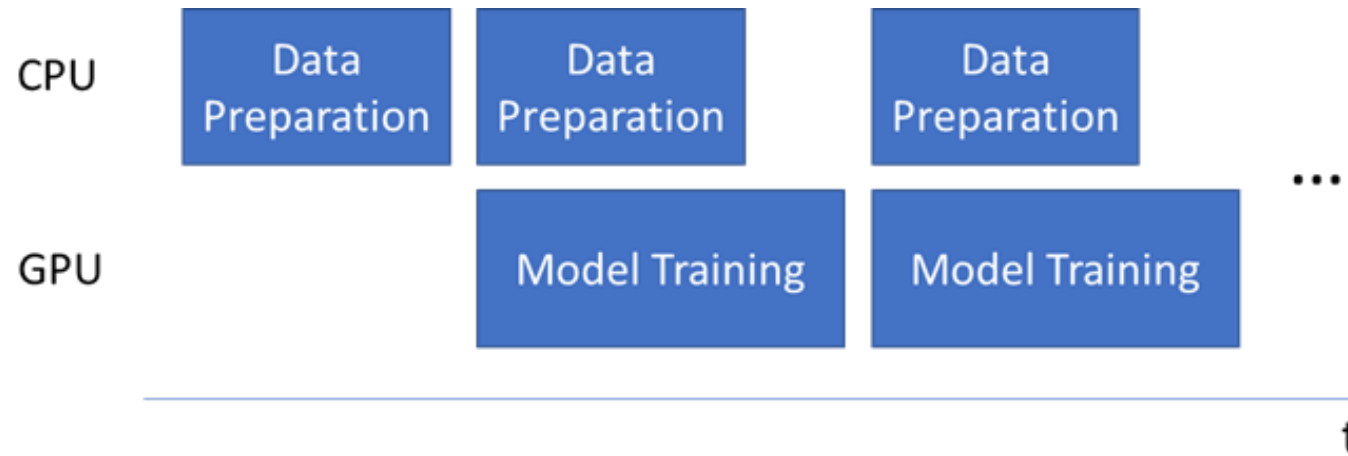 CPU
Data
Preparation
Data
Preparation
Data
Preparation
...
GPU
Model Training
Model Training
t